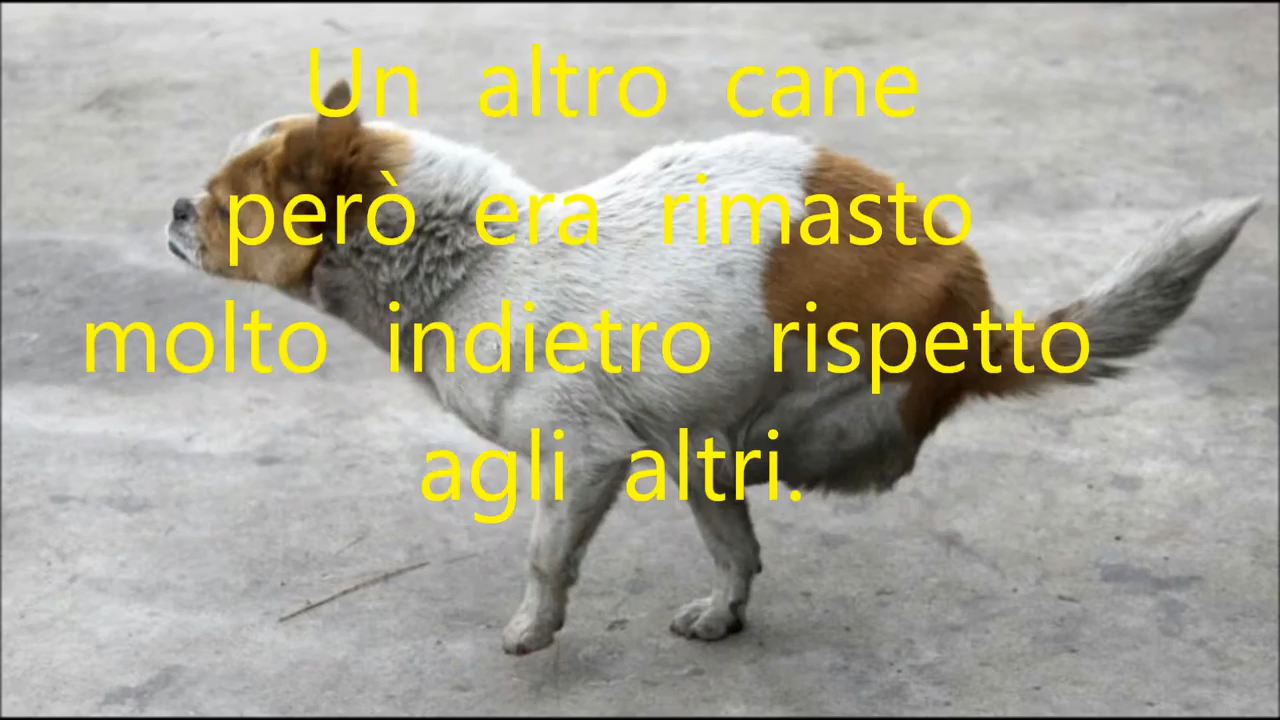 Un altro cane
però era rimasto
molto indietro rispetto
agli altri.